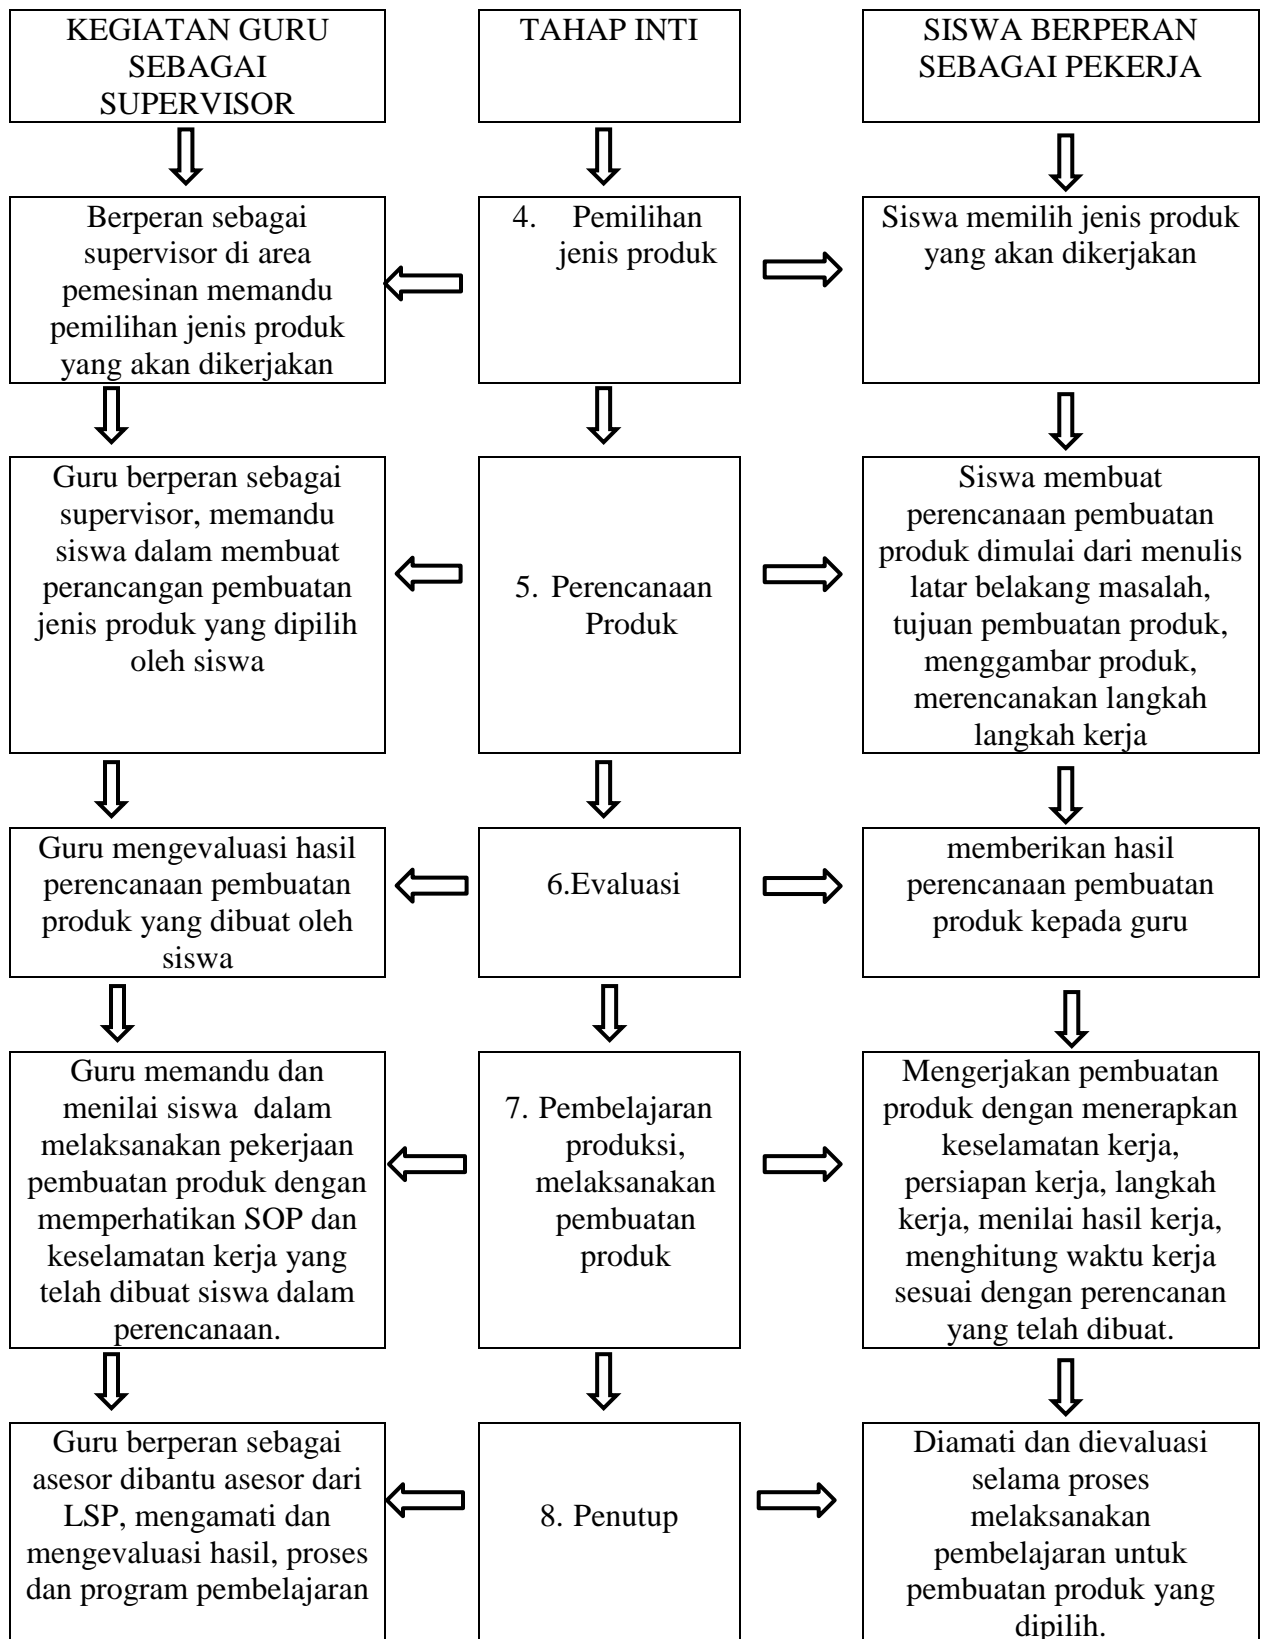 KEGIATAN GURU
SEBAGAI
SUPERVISOR
TAHAP INTI
SISWA BERPERAN
SEBAGAI PEKERJA
Berperan sebagai
supervisor di area
pemesinan memandu
pemilihan jenis produk
yang akan dikerjakan
4. Pemilihan
jenis produk
Siswa memilih jenis produk
yang akan dikerjakan
Guru berperan sebagai
supervisor, memandu
siswa dalam membuat
perancangan pembuatan
jenis produk yang dipilih
oleh siswa
5. Perencanaan
Produk
Siswa membuat
perencanaan pembuatan
produk dimulai dari menulis
latar belakang masalah,
tujuan pembuatan produk,
menggambar produk,
merencanakan langkah
langkah kerja
Guru mengevaluasi hasil
perencanaan pembuatan
produk yang dibuat oleh
siswa
6.Evaluasi
memberikan hasil
perencanaan pembuatan
produk kepada guru
Guru memandu dan
menilai siswa dalam
melaksanakan pekerjaan
pembuatan produk dengan
memperhatikan SOP dan
keselamatan kerja yang
telah dibuat siswa dalam
perencanaan.
7. Pembelajaran
produksi,
melaksanakan
pembuatan
produk
Mengerjakan pembuatan
produk dengan menerapkan
keselamatan kerja,
persiapan kerja, langkah
kerja, menilai hasil kerja,
menghitung waktu kerja
sesuai dengan perencanan
yang telah dibuat.
Guru berperan sebagai
asesor dibantu asesor dari
LSP, mengamati dan
mengevaluasi hasil, proses
dan program pembelajaran
8. Penutup
Diamati dan dievaluasi
selama proses
melaksanakan
pembelajaran untuk
pembuatan produk yang
dipilih.